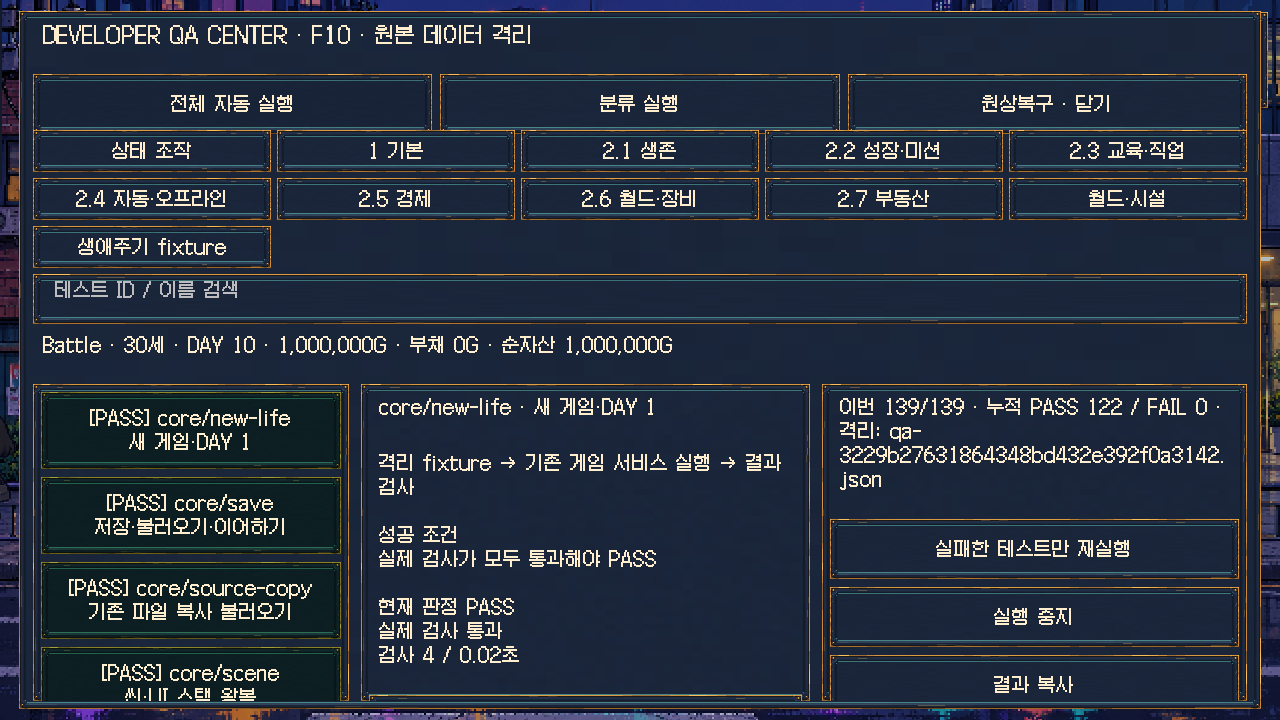 DEVELOPER QA CENTER · F10 · 원본 데이터 격리
전체 자동 실행
분류 실행
원상복구 · 닫기
상태 조작
1 기본
2.1 생존
2.2 성장·미션
2.3 교육·직업
2.4 자동·오프라인
2.5 경제
2.6 월드·장비
2.7 부동산
월드·시설
생애주기 fixture
테스트 ID / 이름 검색
Battle · 30세 · DAY 10 · 1,000,000G · 부채 0G · 순자산 1,000,000G
[PASS] core/new-life
새 게임·DAY 1
[PASS] core/save
저장·불러오기·이어하기
[PASS] core/source-copy
기존 파일 복사 불러오기
[PASS] core/scene
씬·UI 스택 왕복
core/new-life · 새 게임·DAY 1
격리 fixture → 기존 게임 서비스 실행 → 결과
검사
성공 조건
실제 검사가 모두 통과해야 PASS
현재 판정 PASS
실제 검사 통과
검사 4 / 0.02초
이번 139/139 · 누적 PASS 122 / FAIL 0 ·
격리: qa-
3229b27631864348bd432e392f0a3142.
json
실패한 테스트만 재실행
실행 중지
결과 복사